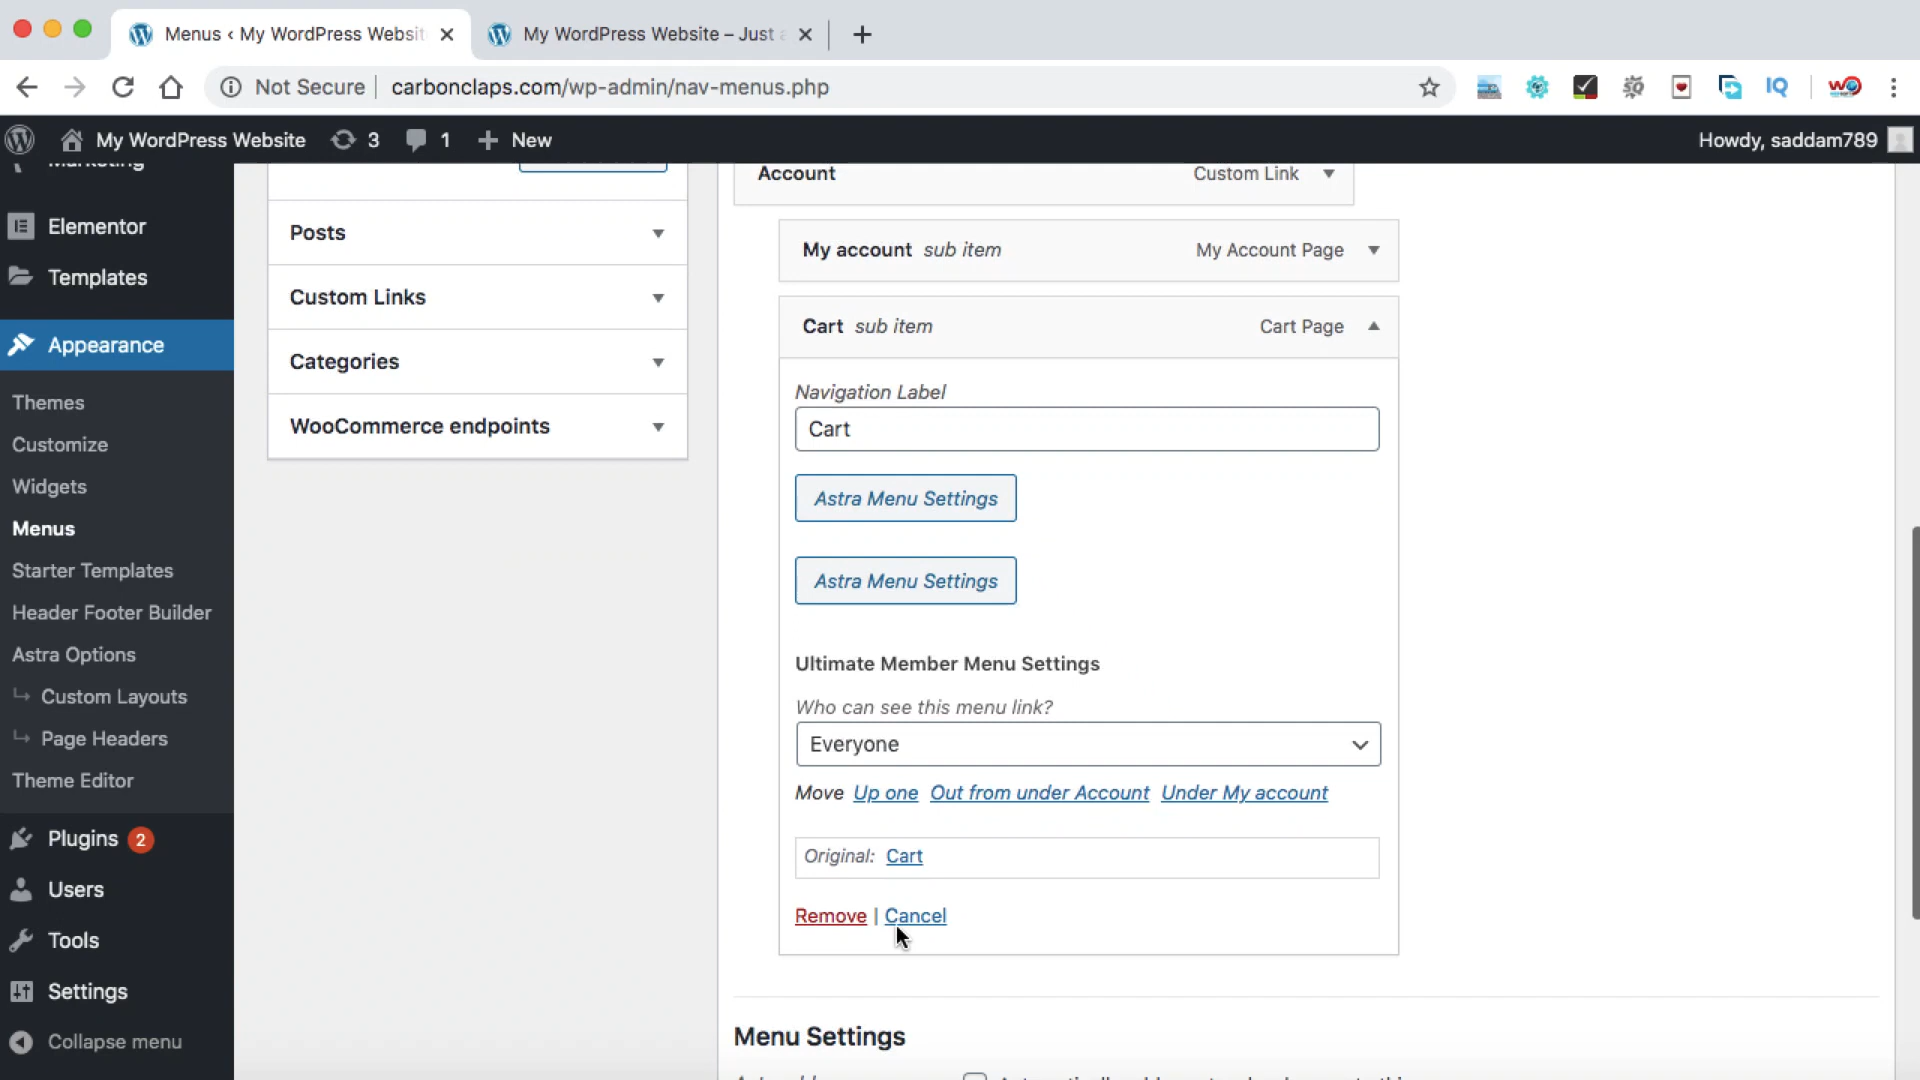 Menus ‹ My WordPress Websit
My WordPress Website – Just a
Not Secure
carbonclaps.com/wp-admin/nav-menus.php
IQ
My WordPress Website
3
1
New
Howdy, saddam789
Marketing
Elementor
Templates
Appearance
Themes
Customize
Widgets
Menus
Starter Templates
Header Footer Builder
Astra Options
Custom Layouts
Page Headers
Theme Editor
Plugins 2
Users
Tools
Settings
Collapse menu
Posts
Custom Links
Categories
WooCommerce endpoints
Account Custom Link
My account sub item My Account Page
Cart sub item Cart Page
Navigation Label
Cart
Astra Menu Settings
Astra Menu Settings
Ultimate Member Menu Settings
Who can see this menu link?
Everyone
Move Up one Out from under Account Under My account
Original: Cart
Remove | Cancel
Menu Settings